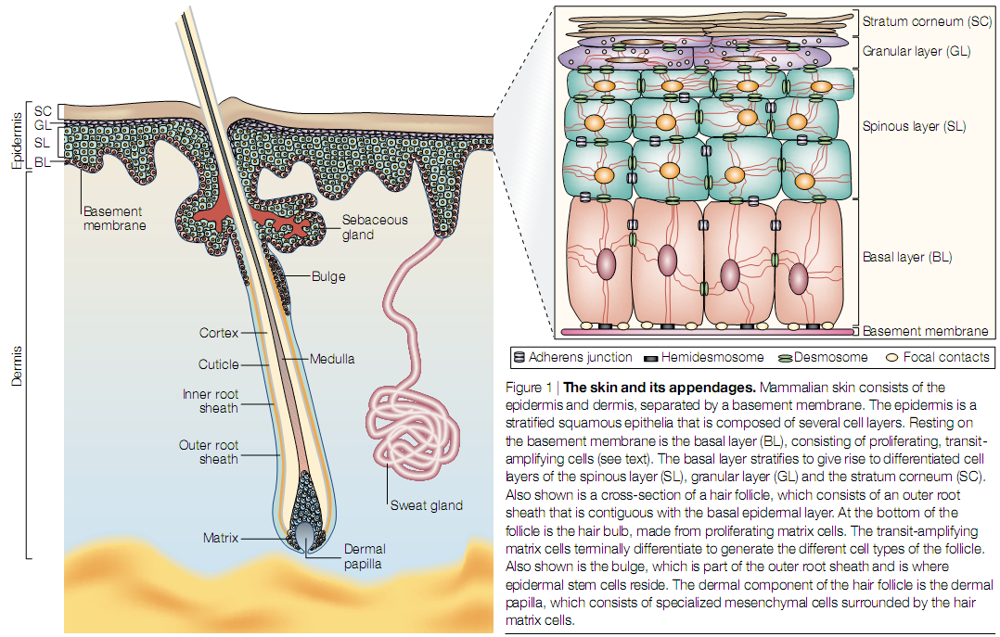 Epidermis
SC
GL
SL
BL
Basement
membrane
Sebaceous
gland
Bulge
Cortex
Medulla
Cuticle
Inner root
sheath
Outer root
sheath
Dermis
Sweat gland
Matrix
Dermal
papilla
Stratum corneum (SC)
Granular layer (GL)
Spinous layer (SL)
Basal layer (BL)
Basement membrane
Adherens junction Hemidesmosome Desmosome Focal contacts
Figure 1 | The skin and its appendages. Mammalian skin consists of the
epidermis and dermis, separated by a basement membrane. The epidermis is a
stratified squamous epithelia that is composed of several cell layers. Resting on
the basement membrane is the basal layer (BL), consisting of proliferating, transit-
amplifying cells (see text). The basal layer stratifies to give rise to differentiated cell
layers of the spinous layer (SL), granular layer (GL) and the stratum corneum (SC).
Also shown is a cross-section of a hair follicle, which consists of an outer root
sheath that is contiguous with the basal epidermal layer. At the bottom of the
follicle is the hair bulb, made from proliferating matrix cells. The transit-amplifying
matrix cells terminally differentiate to generate the different cell types of the follicle.
Also shown is the bulge, which is part of the outer root sheath and is where
epidermal stem cells reside. The dermal component of the hair follicle is the dermal
papilla, which consists of specialized mesenchymal cells surrounded by the hair
matrix cells.